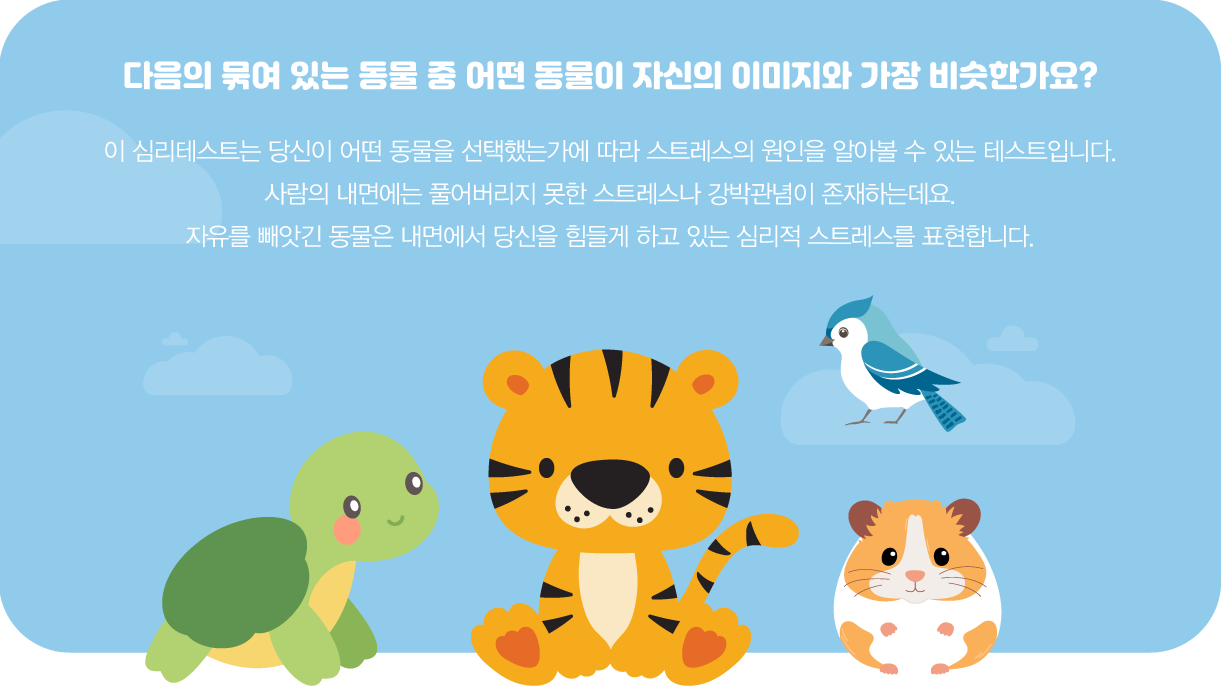 다음의 묶여 있는 동물 중 어떤 동물이 자신의 이미지와 가장 비슷한가요?
이 심리테스트는 당신이 어떤 동물을 선택했는가에 따라 스트레스의 원인을 알아볼 수 있는 테스트입니다.
사람의 내면에는 풀어버리지 못한 스트레스나 강박관념이 존재하는데요.
자유를 빼앗긴 동물은 내면에서 당신을 힘들게 하고 있는 심리적 스트레스를 표현합니다.